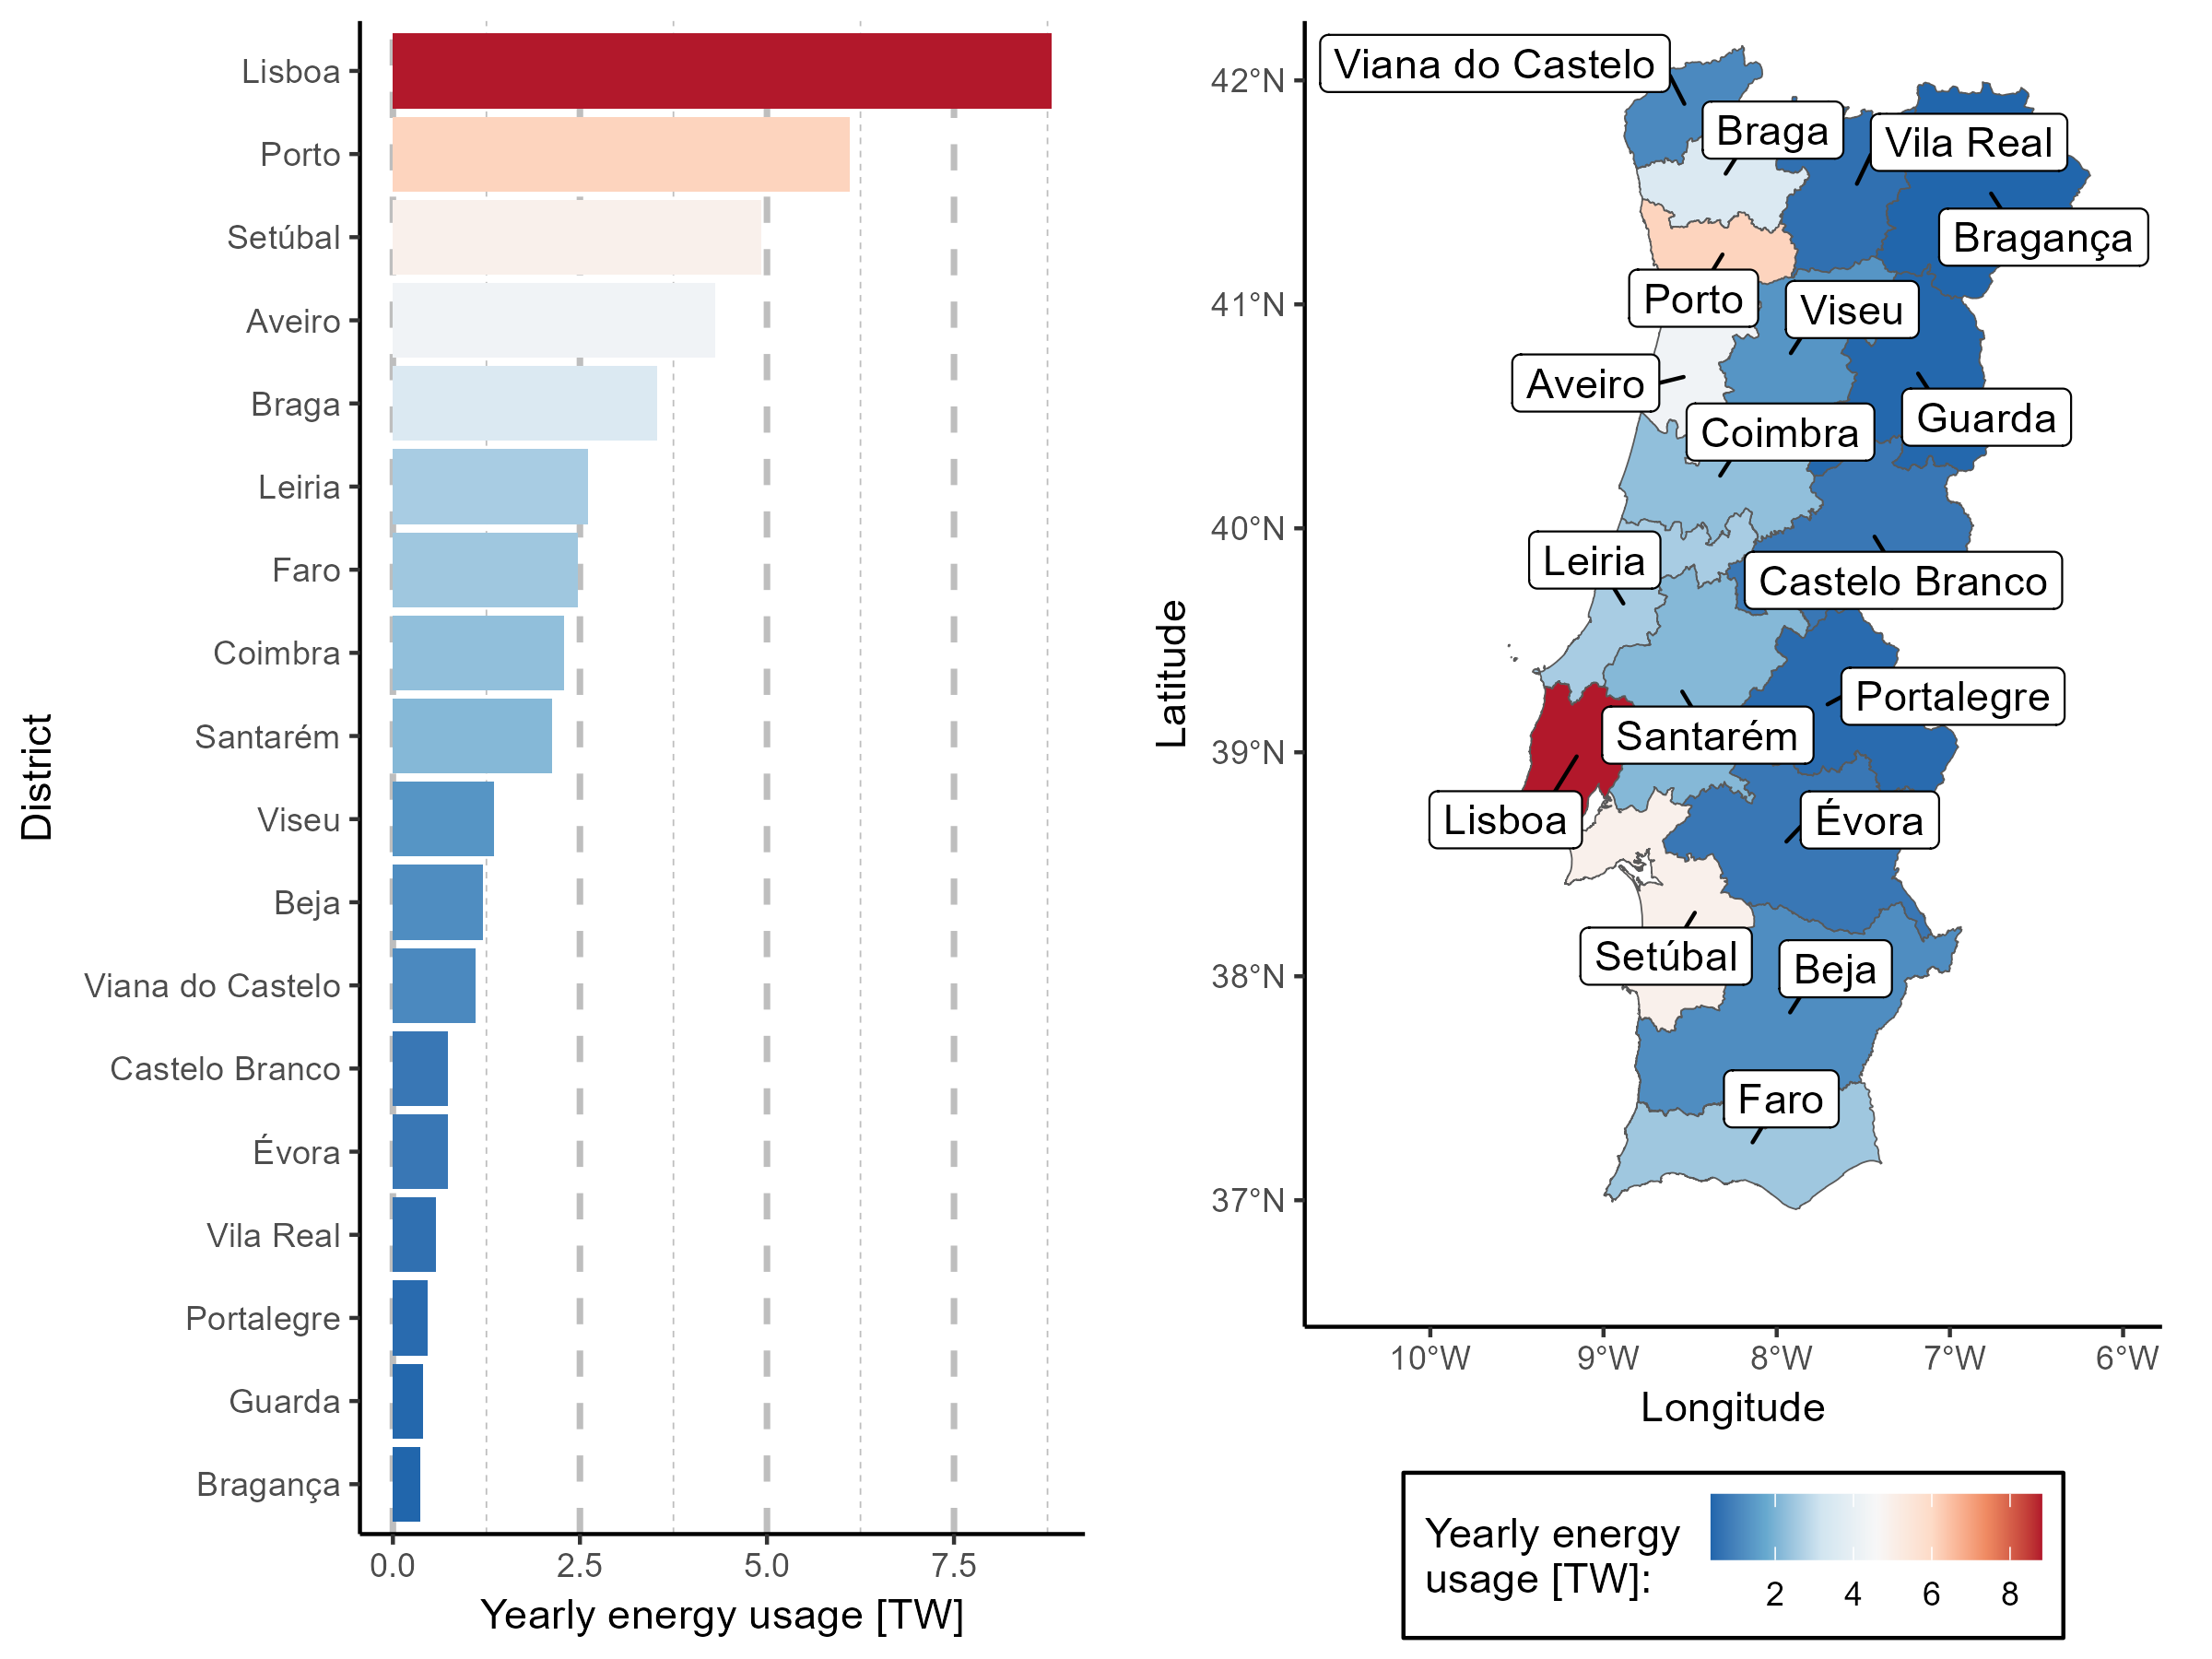 District
Lisboa
Porto
Setúbal
Aveiro
Braga
Leiria
Faro
Coimbra
Santarém
Viseu
Beja
Viana do Castelo
Castelo Branco
Évora
Vila Real
Portalegre
Guarda
Bragança
0.0 2.5 5.0 7.5
Yearly energy usage [TW]
Latitude
42°N
41°N
40°N
39°N
38°N
37°N
Viana do Castelo
Braga
Vila Real
Bragança
Porto
Viseu
Aveiro
Guarda
Coimbra
Leiria
Castelo Branco
Portalegre
Santarém
Lisboa
Évora
Setúbal
Beja
Faro
10°W 9°W 8°W 7°W 6°W
Longitude
Yearly energy
usage [TW]:
2 4 6 8